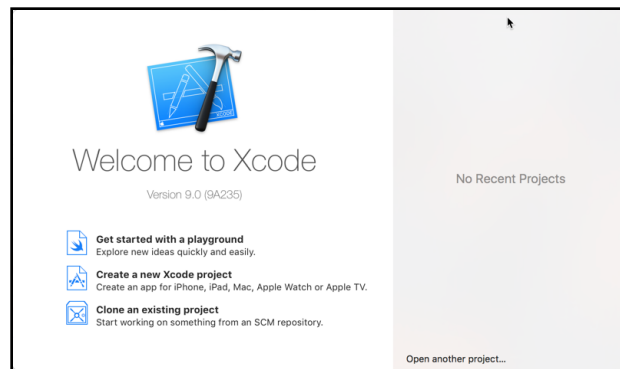 XCODE
Welcome to Xcode
Version 9.0 (9A235)
Get started with a playground
Explore new ideas quickly and easily.
Create a new Xcode project
Create an app for iPhone, iPad, Mac, Apple Watch or Apple TV.
Clone an existing project
Start working on something from an SCM repository.
No Recent Projects
Open another project...